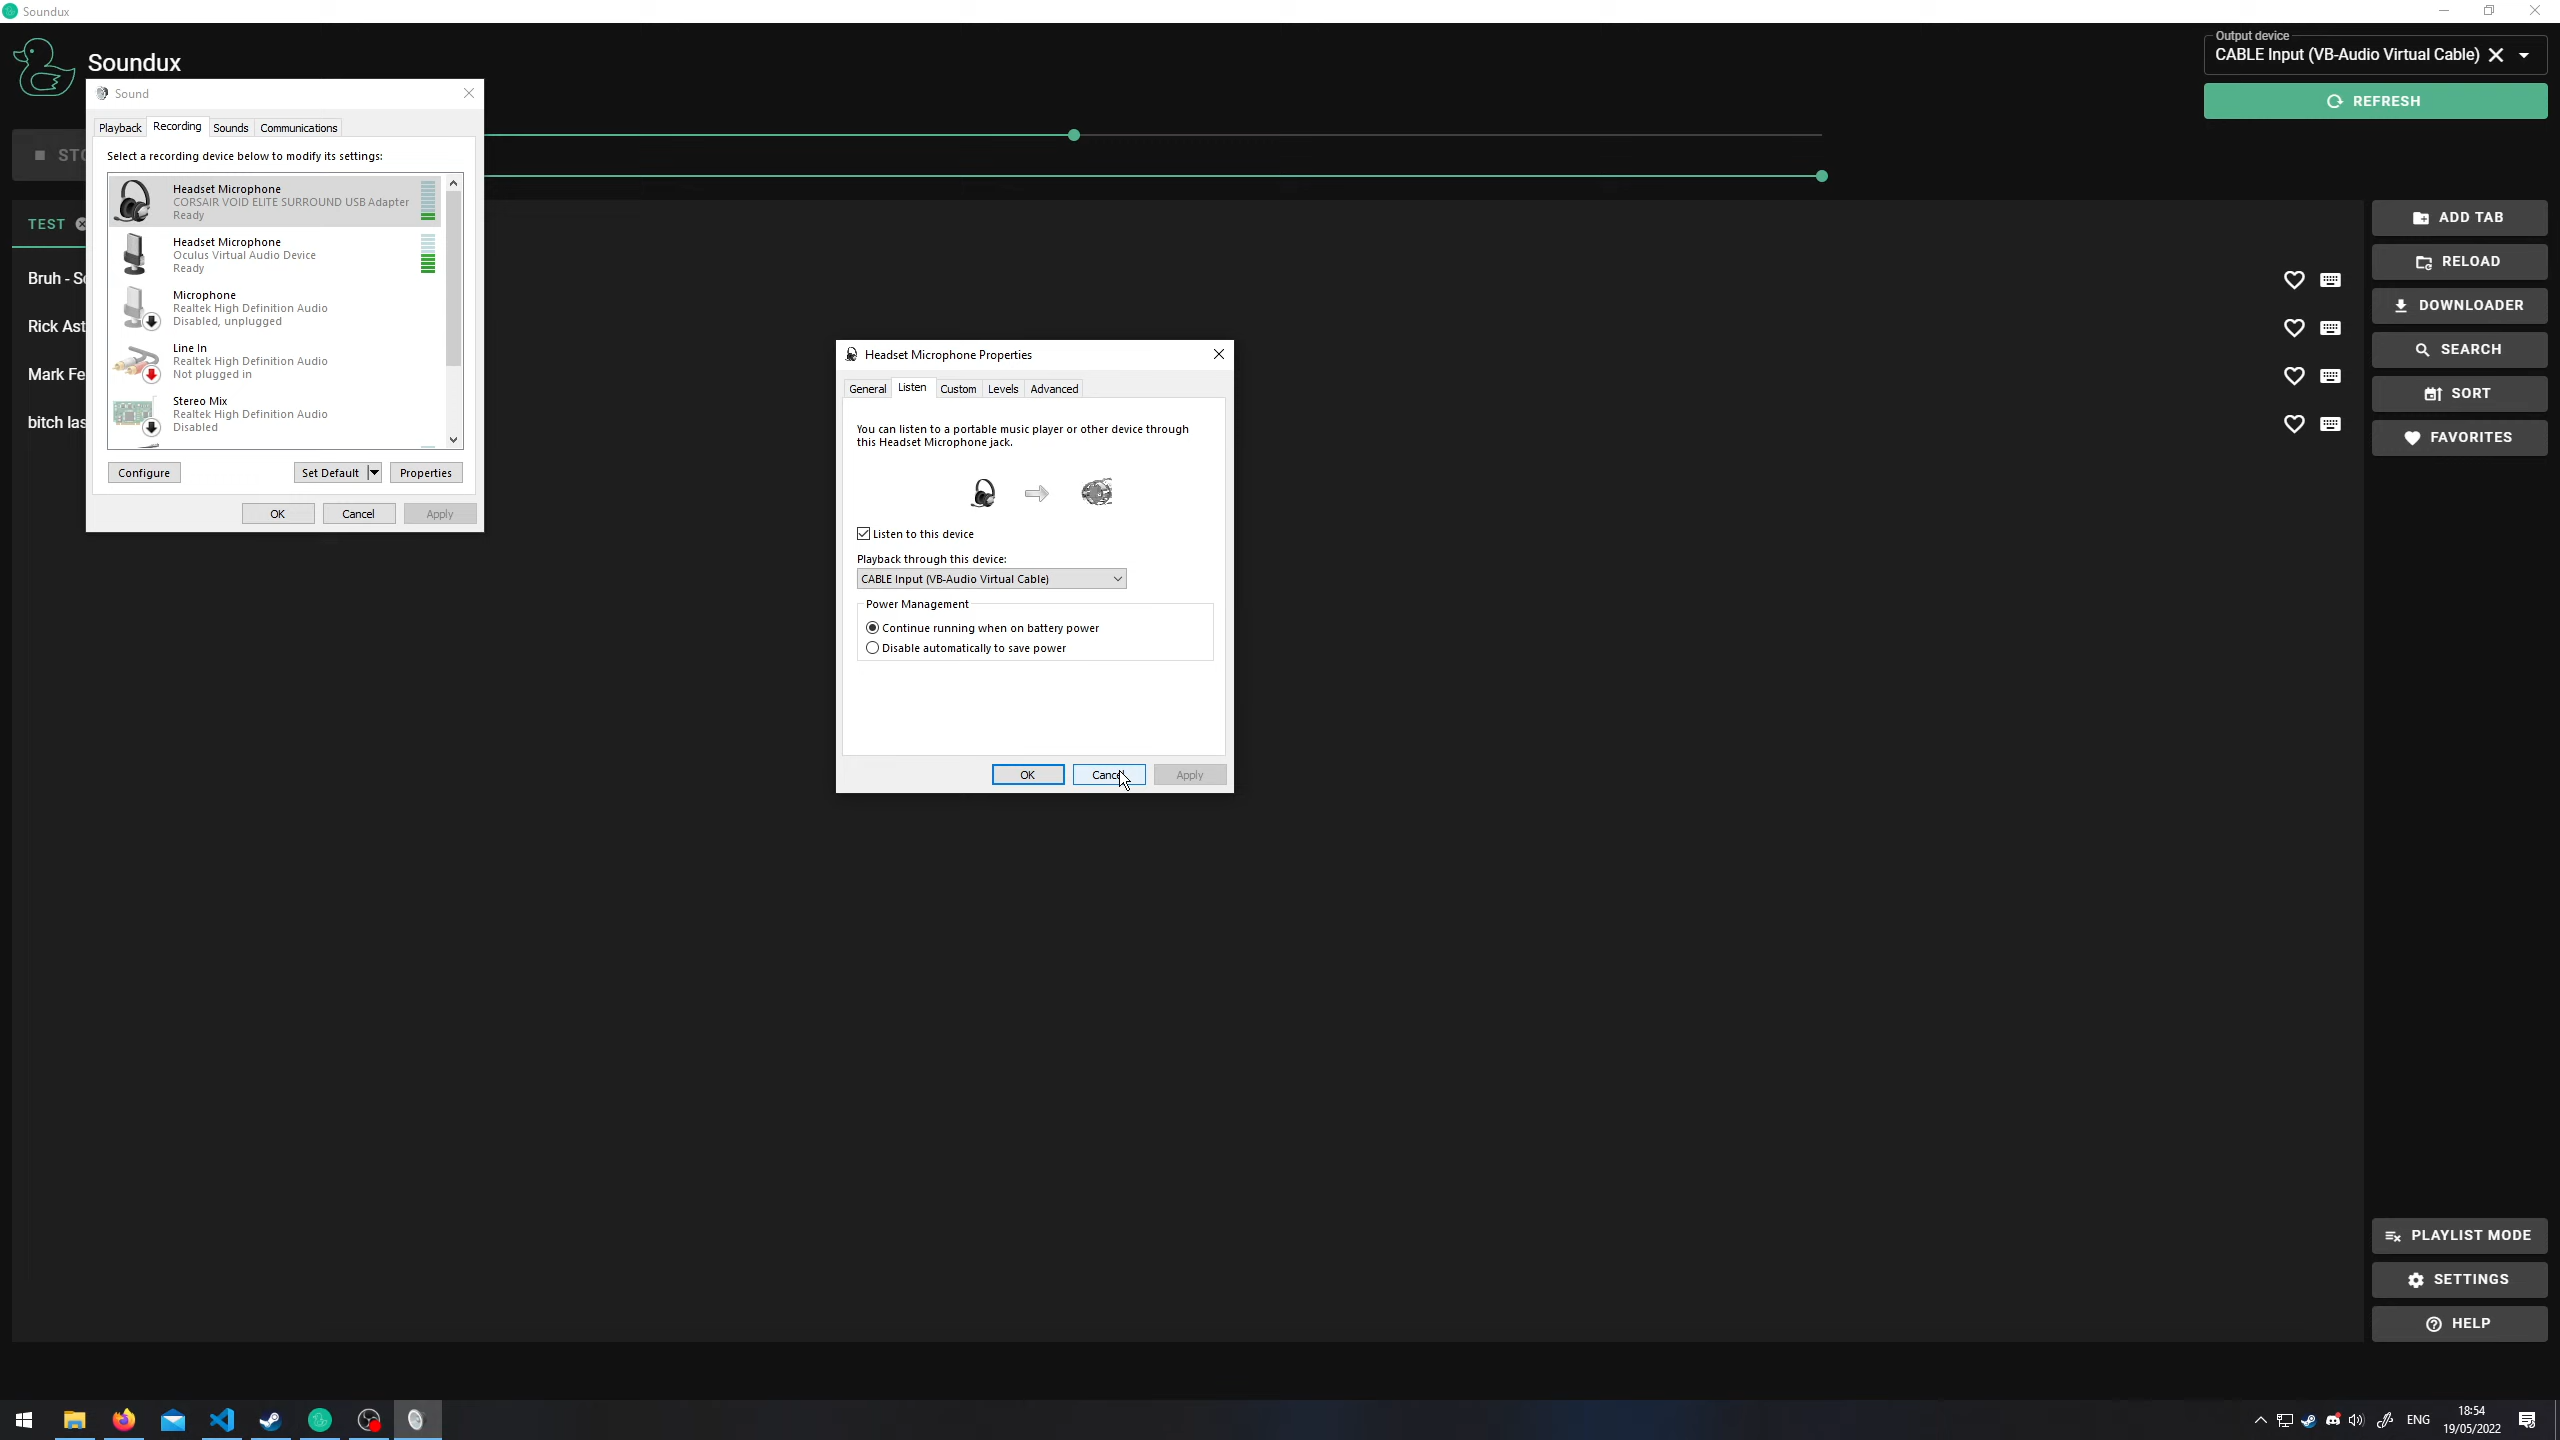 Soundux
Soundux
Output device
CABLE Input (VB-Audio Virtual Cable)
REFRESH
Sound
Playback
Recording
Sounds
Communications
Select a recording device below to modify its settings:
Headset Microphone
CORSAIR VOID ELITE SURROUND USB Adapter
Ready
Headset Microphone
Oculus Virtual Audio Device
Ready
Microphone
Realtek High Definition Audio
Disabled, unplugged
Line In
Realtek High Definition Audio
Not plugged in
Stereo Mix
Realtek High Definition Audio
Disabled
Configure
Set Default
Properties
OK
Cancel
Apply
TEST
Bruh -
Rick
Mark
bitch
Headset Microphone Properties
General
Listen
Custom
Levels
Advanced
You can listen to a portable music player or other device through
this Headset Microphone jack.
Listen to this device
Playback through this device:
CABLE Input (VB-Audio Virtual Cable)
Power Management
Continue running when on battery power
Disable automatically to save power
OK
Cancel
Apply
ADD TAB
RELOAD
DOWNLOADER
SEARCH
SORT
FAVORITES
PLAYLIST MODE
SETTINGS
HELP
ENG
18:54
19/05/2022